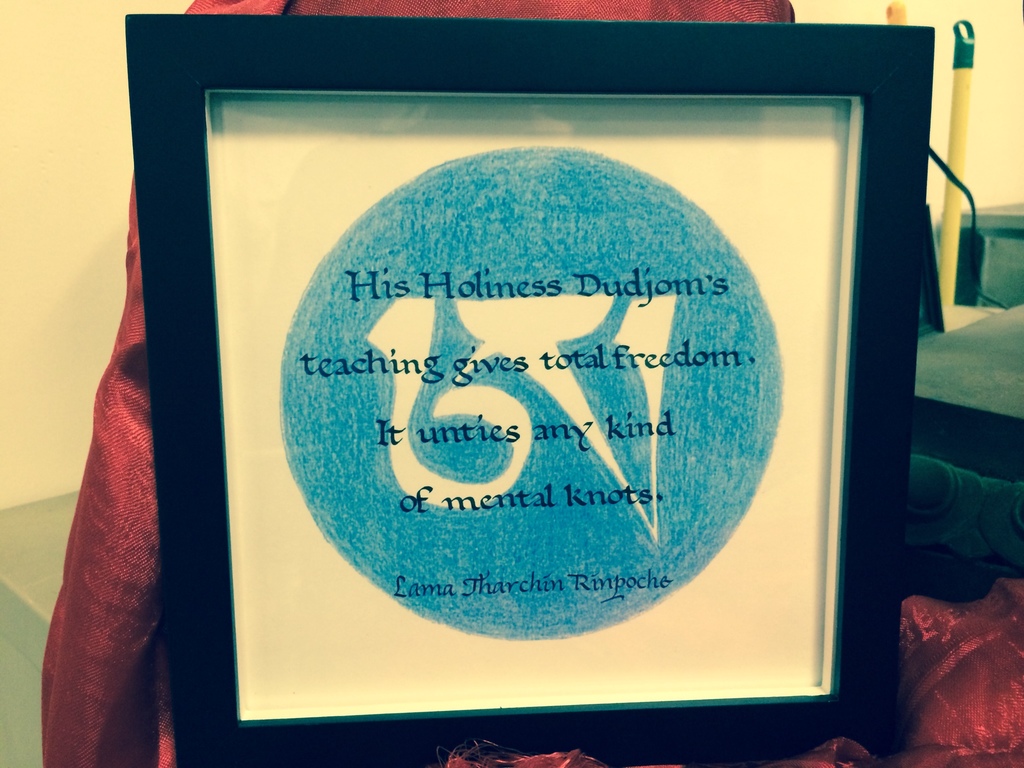 His Holiness Dudjom's
teaching gives total freedom.
It unties any kind
of mental knots.
Lama Tharchin Rinpoche
ཨ